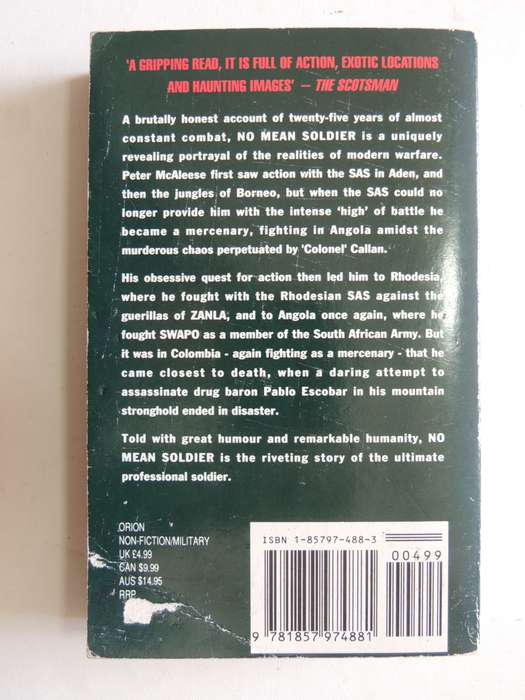 'A GRIPPING READ, IT IS FULL OF ACTION, EXOTIC LOCATIONS
AND HAUNTING IMAGES' – THE SCOTSMAN
A brutally honest account of twenty-five years of almost
constant combat, NO MEAN SOLDIER is a uniquely
revealing portrayal of the realities of modern warfare.
Peter McAleese first saw action with the SAS in Aden, and
then the jungles of Borneo, but when the SAS could no
longer provide him with the intense 'high' of battle he
became a mercenary, fighting in Angola amidst the
murderous chaos perpetuated by 'Colonel' Callan.
His obsessive quest for action then led him to Rhodesia,
where he fought with the Rhodesian SAS against the
guerillas of ZANLA, and to Angola once again, where he
fought SWAPO as a member of the South African Army. But
it was in Colombia - again fighting as a mercenary - that he
came closest to death, when a daring attempt to
assassinate drug baron Pablo Escobar in his mountain
stronghold ended in disaster.
Told with great humour and remarkable humanity, NO
MEAN SOLDIER is the riveting story of the ultimate
professional soldier.
ORION
NON-FICTION/MILITARY
UK £4.99
CAN $9.99
AUS $14.95
RRP
ISBN 1-85797-488-3
00499
9 781857 974881